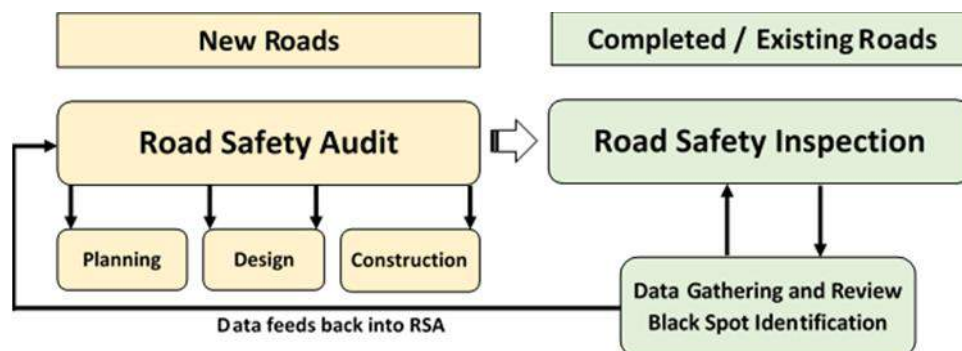 New Roads
Completed / Existing Roads
Road Safety Audit
Road Safety Inspection
Planning
Design
Construction
Data Gathering and Review
Black Spot Identification
Data feeds back into RSA